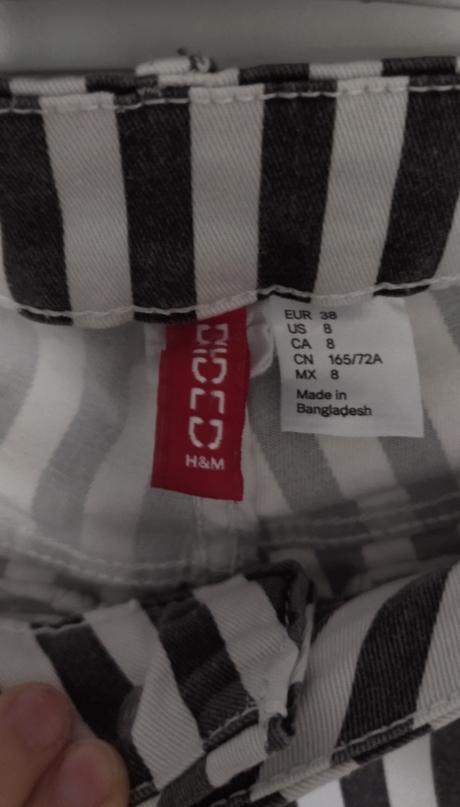 DIVIDED
H&M
EUR 38
US 8
CA 8
CN 165/72A
MX 8
Made in
Bangladesh